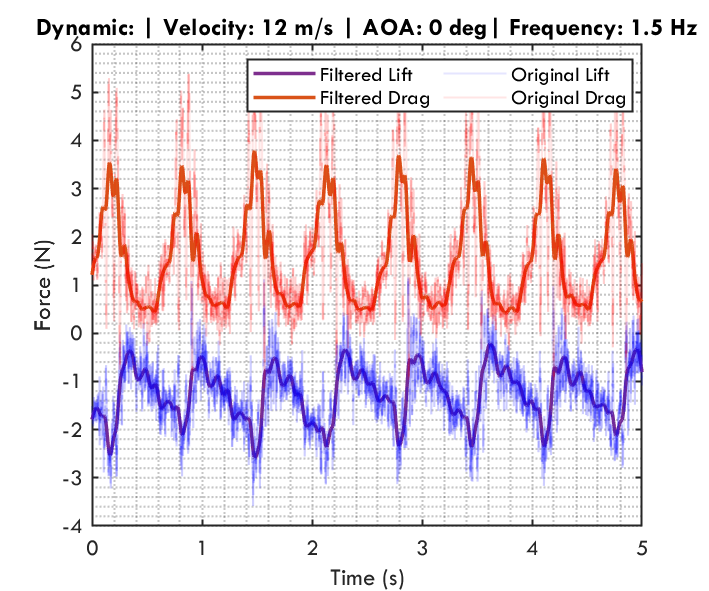 Dynamic: | Velocity: 12 m/s | AOA: 0 deg| Frequency: 1.5 Hz
6
Filtered Lift Original Lift
Filtered Drag Original Drag
5
4
3
2
1
0
-1
-2
-3
-4
Force (N)
0 1 2 3 4 5
Time (s)